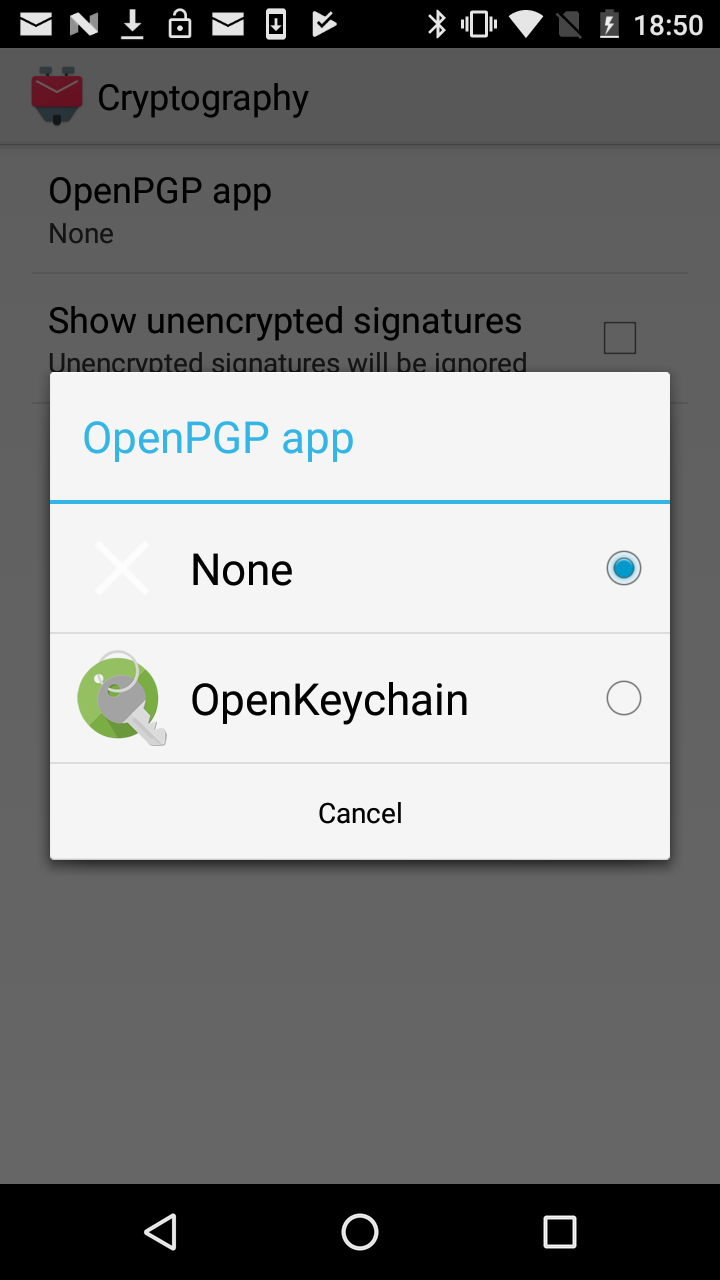 18:50
Cryptography
OpenPGP app
None
Show unencrypted signatures
Unencrypted signatures will be ignored
OpenPGP app
None
OpenKeychain
Cancel